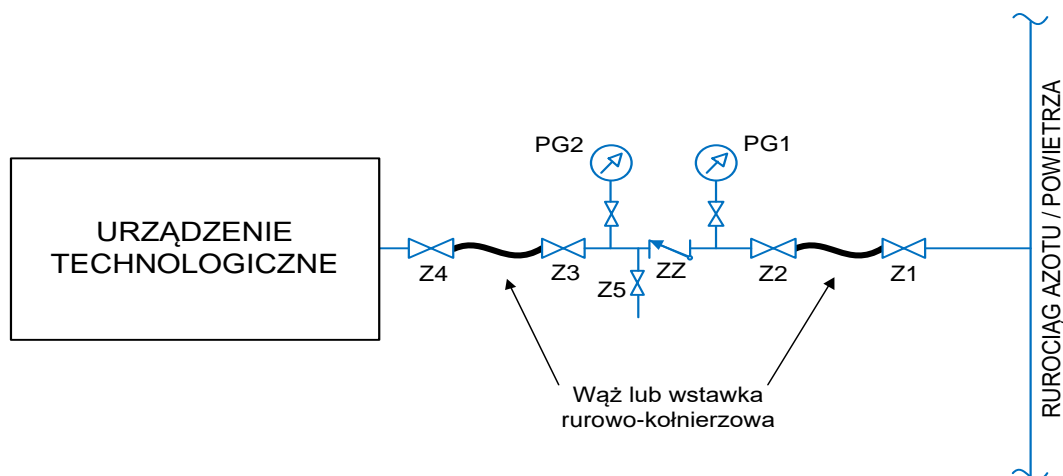 PG2
PG1
URZĄDZENIE
TECHNOLOGICZNE
Z4
Z3
Z5
ZZ
Z2
Z1
Wąż lub wstawka
rurowo-kołnierzowa
RUROCIĄG AZOTU / POWIETRZA